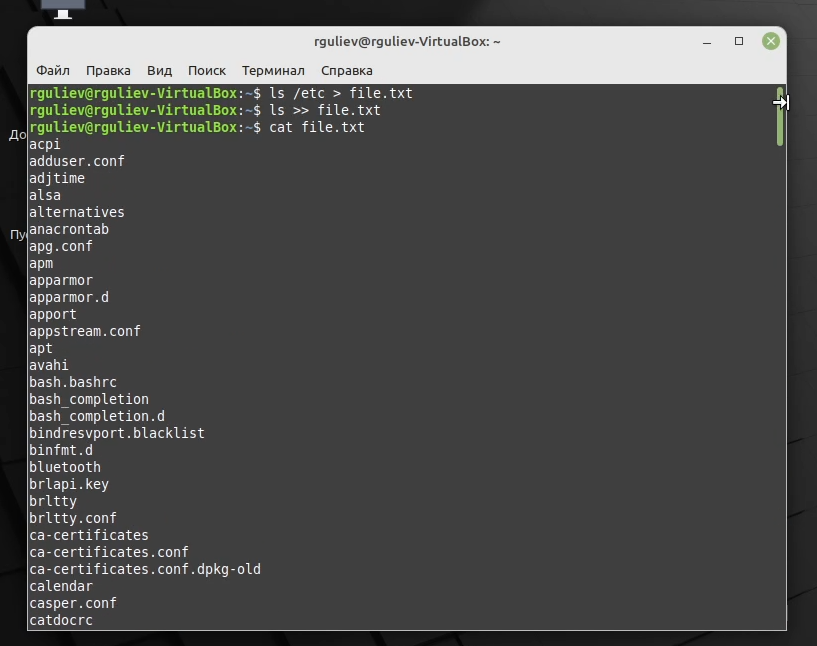 rguliev@rguliev-VirtualBox: ~
Файл Правка Вид Поиск Терминал Справка
rguliev@rguliev-VirtualBox:~$ ls /etc > file.txt
rguliev@rguliev-VirtualBox:~$ ls >> file.txt
rguliev@rguliev-VirtualBox:~$ cat file.txt
acpi
adduser.conf
adjtime
alsa
alternatives
anacrontab
apg.conf
apm
apparmor
apparmor.d
apport
appstream.conf
apt
avahi
bash.bashrc
bash_completion
bash_completion.d
bindresvport.blacklist
binfmt.d
bluetooth
brlapi.key
brltty
brltty.conf
ca-certificates
ca-certificates.conf
ca-certificates.conf.dpkg-old
calendar
casper.conf
catdocrc